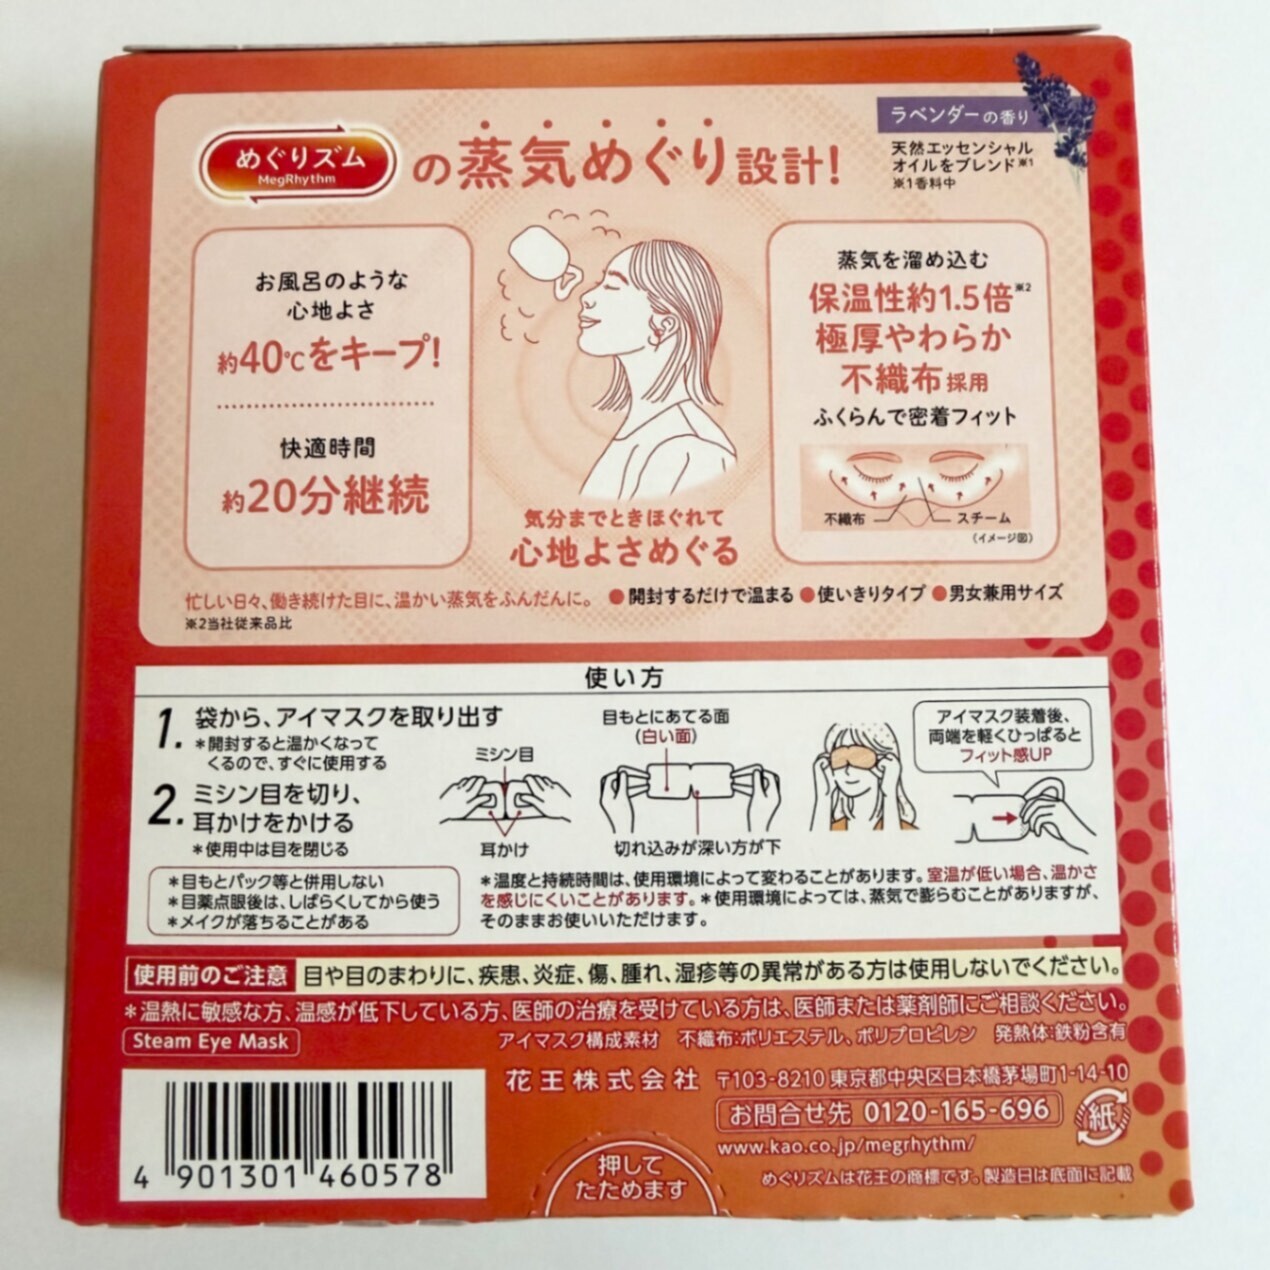 めぐりズム
MegRhythm
の蒸気めぐり設計!
ラベンダーの香り
天然エッセンシャル
オイルをブレンド※1
※1香料中
お風呂のような
心地よさ
約40℃をキープ!
快適時間
約20分継続
気分までときほぐれて
心地よさめぐる
蒸気を溜め込む
保温性約1.5倍※2
極厚やわらか
不織布採用
ふくらんで密着フィット
不織布
スチーム
(イメージ図)
忙しい日々、働き続けた目に、温かい蒸気をふんだんに。 ●開封するだけで温まる ●使いきりタイプ ●男女兼用サイズ
※2当社従来品比
使い方
1. 袋から、アイマスクを取り出す
*開封すると温かくなって
くるので、すぐに使用する
2. ミシン目を切り、
耳かけをかける
*使用中は目を閉じる
ミシン目
耳かけ
目もとにあてる面
(白い面)
切れ込みが深い方が下
アイマスク装着後、
両端を軽くひっぱると
フィット感UP
*目もとパック等と併用しない
*目薬点眼後は、しばらくしてから使う
*メイクが落ちることがある
*温度と持続時間は、使用環境によって変わることがあります。室温が低い場合、温かさ
を感じにくいことがあります。*使用環境によっては、蒸気で膨らむことがありますが、
そのままお使いいただけます。
使用前のご注意 目や目のまわりに、疾患、炎症、傷、腫れ、湿疹等の異常がある方は使用しないでください。
*温熱に敏感な方、温感が低下している方、医師の治療を受けている方は、医師または薬剤師にご相談ください。
Steam Eye Mask
アイマスク構成素材 不織布:ポリエステル、ポリプロピレン 発熱体:鉄粉含有
花王株式会社 〒103-8210 東京都中央区日本橋茅場町1-14-10
お問合せ先 0120-165-696
紙
www.kao.co.jp/megrhythm/
めぐりズムは花王の商標です。製造日は底面に記載
4 901301 460578
押して
たためます